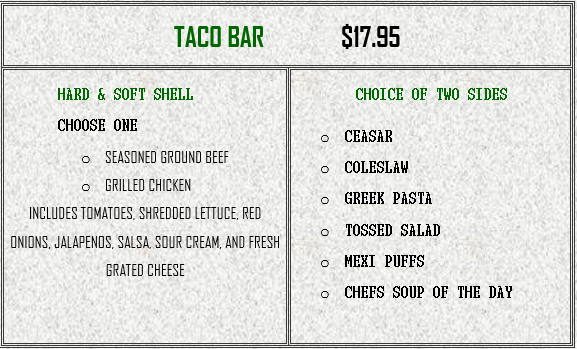 TACO BAR $17.95
HARD & SOFT SHELL
CHOOSE ONE
o SEASONED GROUND BEEF
o GRILLED CHICKEN
INCLUDES TOMATOES, SHREDDED LETTUCE, RED
ONIONS, JALAPENOS, SALSA, SOUR CREAM, AND FRESH
GRATED CHEESE
CHOICE OF TWO SIDES
o CEASAR
o COLESLAW
o GREEK PASTA
o TOSSED SALAD
o MEXI PUFFS
o CHEFS SOUP OF THE DAY